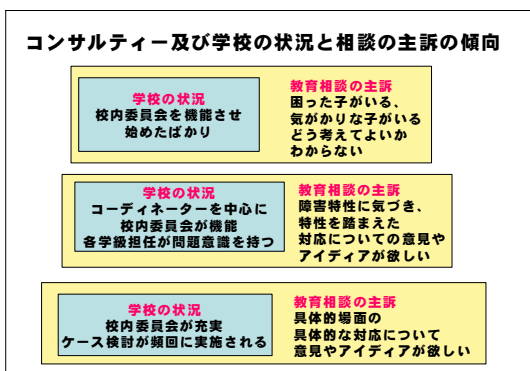 コンサルティー及び学校の状況と相談の主訴の傾向
学校の状況
校内委員会を機能させ
始めたばかり
教育相談の主訴
困った子がいる、
気がかりな子がいる
どう考えてよいか
わからない
学校の状況
コーディネーターを中心に
校内委員会が機能
各学級担任が問題意識を持つ
教育相談の主訴
障害特性に気づき、
特性を踏まえた
対応についての意見や
アイディアが欲しい
学校の状況
校内委員会が充実
ケース検討が頻回に実施される
教育相談の主訴
具体的場面の
具体的な対応について
意見やアイディアが欲しい